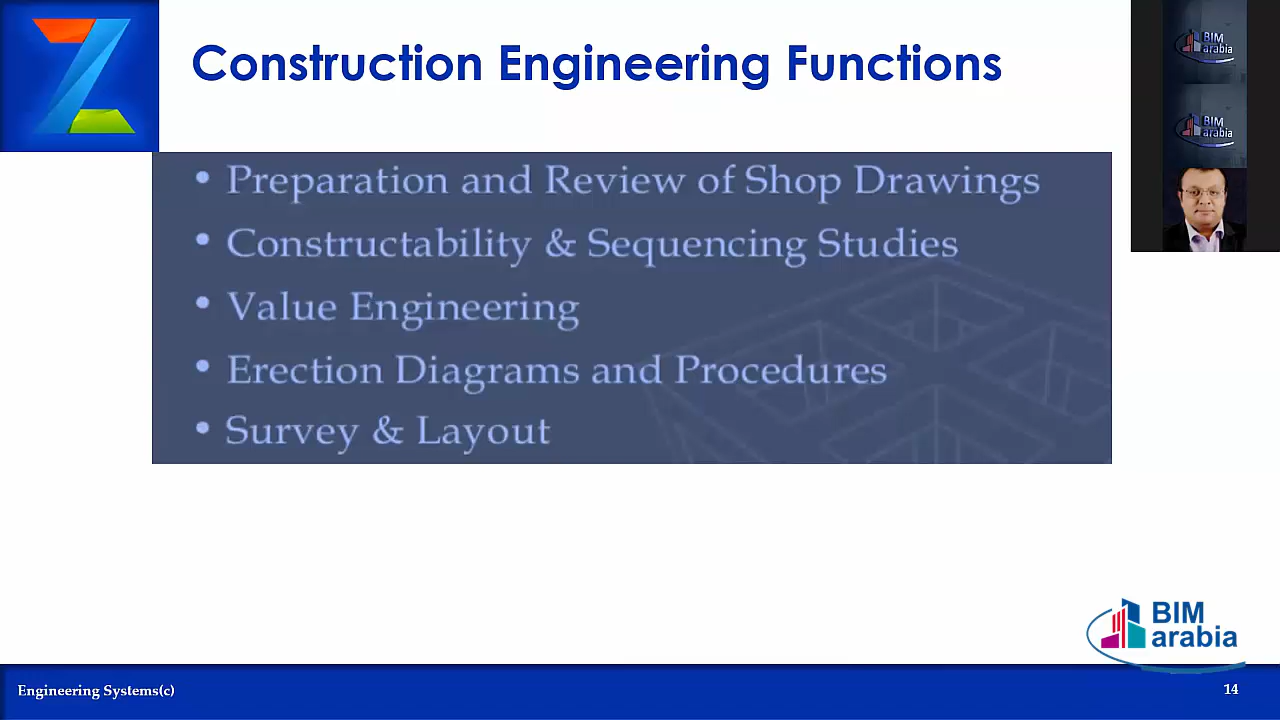 Construction Engineering Functions
• Preparation and Review of Shop Drawings
• Constructability & Sequencing Studies
• Value Engineering
• Erection Diagrams and Procedures
• Survey & Layout
BIM
arabia
BIM
arabia
BIM
arabia
Engineering Systems(c)
14